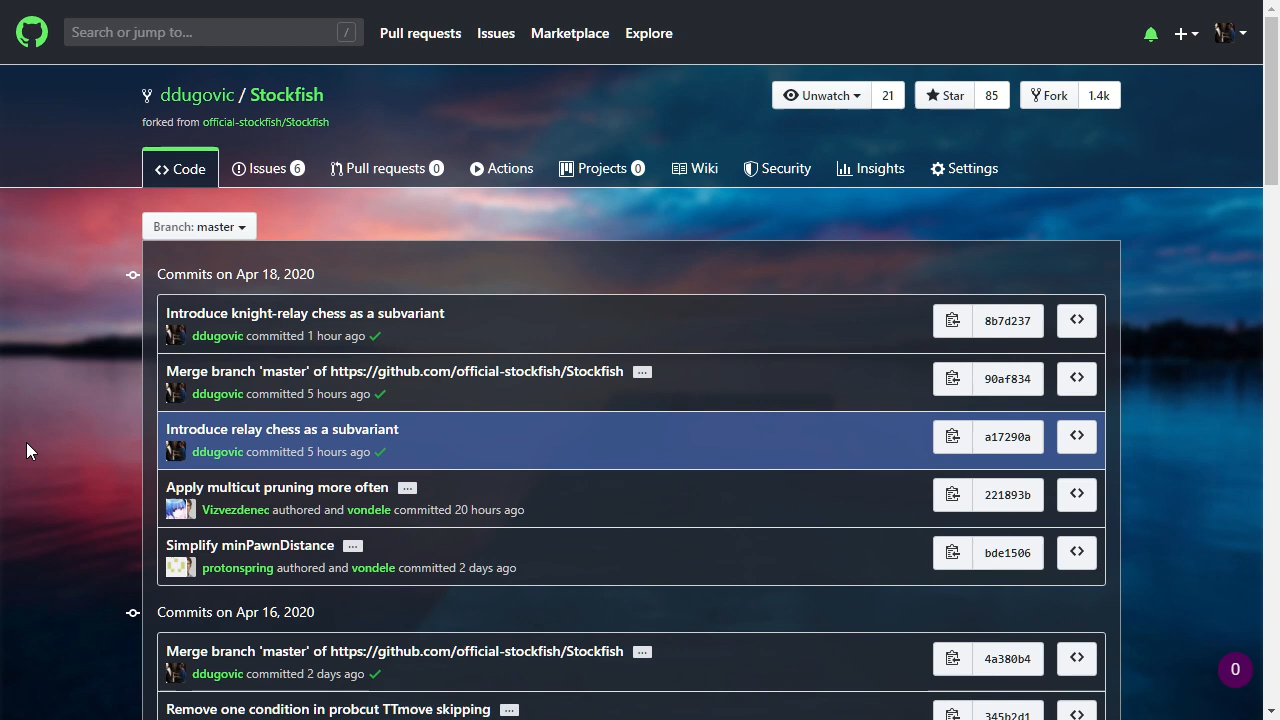 Search or jump to... /
Pull requests Issues Marketplace Explore
ddugovic / Stockfish
Unwatch 21 Star 85 Fork 1.4k
forked from official-stockfish/Stockfish
Code Issues 6 Pull requests 0 Actions Projects 0 Wiki Security Insights Settings
Branch: master
Commits on Apr 18, 2020
Introduce knight-relay chess as a subvariant
ddugovic committed 1 hour ago
8b7d237
Merge branch 'master' of https://github.com/official-stockfish/Stockfish ...
ddugovic committed 5 hours ago
90af834
Introduce relay chess as a subvariant
ddugovic committed 5 hours ago
a17290a
Apply multicut pruning more often ...
Vizvezdenec authored and vondele committed 20 hours ago
221893b
Simplify minPawnDistance ...
protonspring authored and vondele committed 2 days ago
bde1506
Commits on Apr 16, 2020
Merge branch 'master' of https://github.com/official-stockfish/Stockfish ...
ddugovic committed 2 days ago
4a380b4
0
Remove one condition in probcut TTmove skipping ...
345b2d1